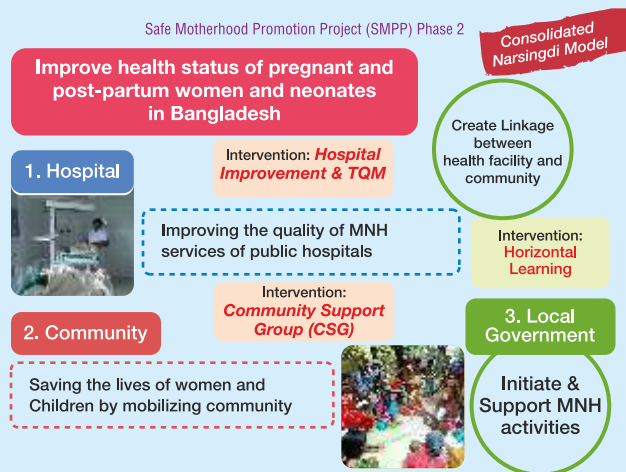 Safe Motherhood Promotion Project (SMPP) Phase 2
Consolidated
Narsingdi Model
Improve health status of pregnant and
post-partum women and neonates
in Bangladesh
Create Linkage
between
health facility and
community
1. Hospital
Intervention: Hospital
Improvement & TQM
Improving the quality of MNH
services of public hospitals
Intervention:
Horizontal
Learning
Intervention:
Community Support
Group (CSG)
2. Community
3. Local
Government
Saving the lives of women and
Children by mobilizing community
Initiate &
Support MNH
activities